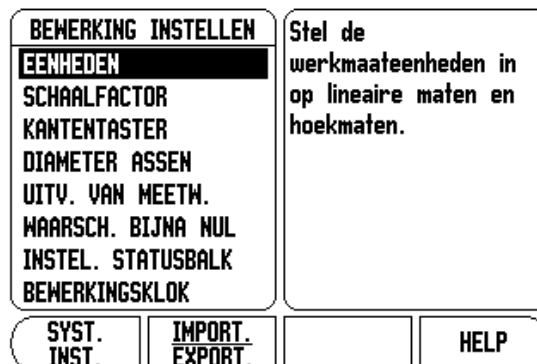 BEWERKING INSTELLEN
EENHEDEN
SCHAALFACTOR
KANTENTASTER
DIAMETER ASSEN
UITV. VAN MEETW.
WAARSCH. BIJNA NUL
INSTEL. STATUSBALK
BEWERKINGSKLOK
Stel de
werkmaateenheden in
op lineaire maten en
hoekmaten.
SYST.
INST.
IMPORT.
EXPORT.
HELP